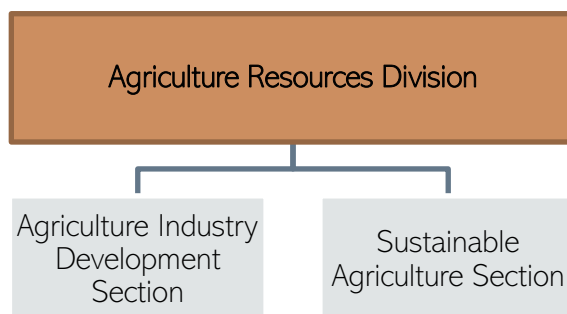 Agriculture Resources Division
Agriculture Industry
Development
Section
Sustainable
Agriculture Section